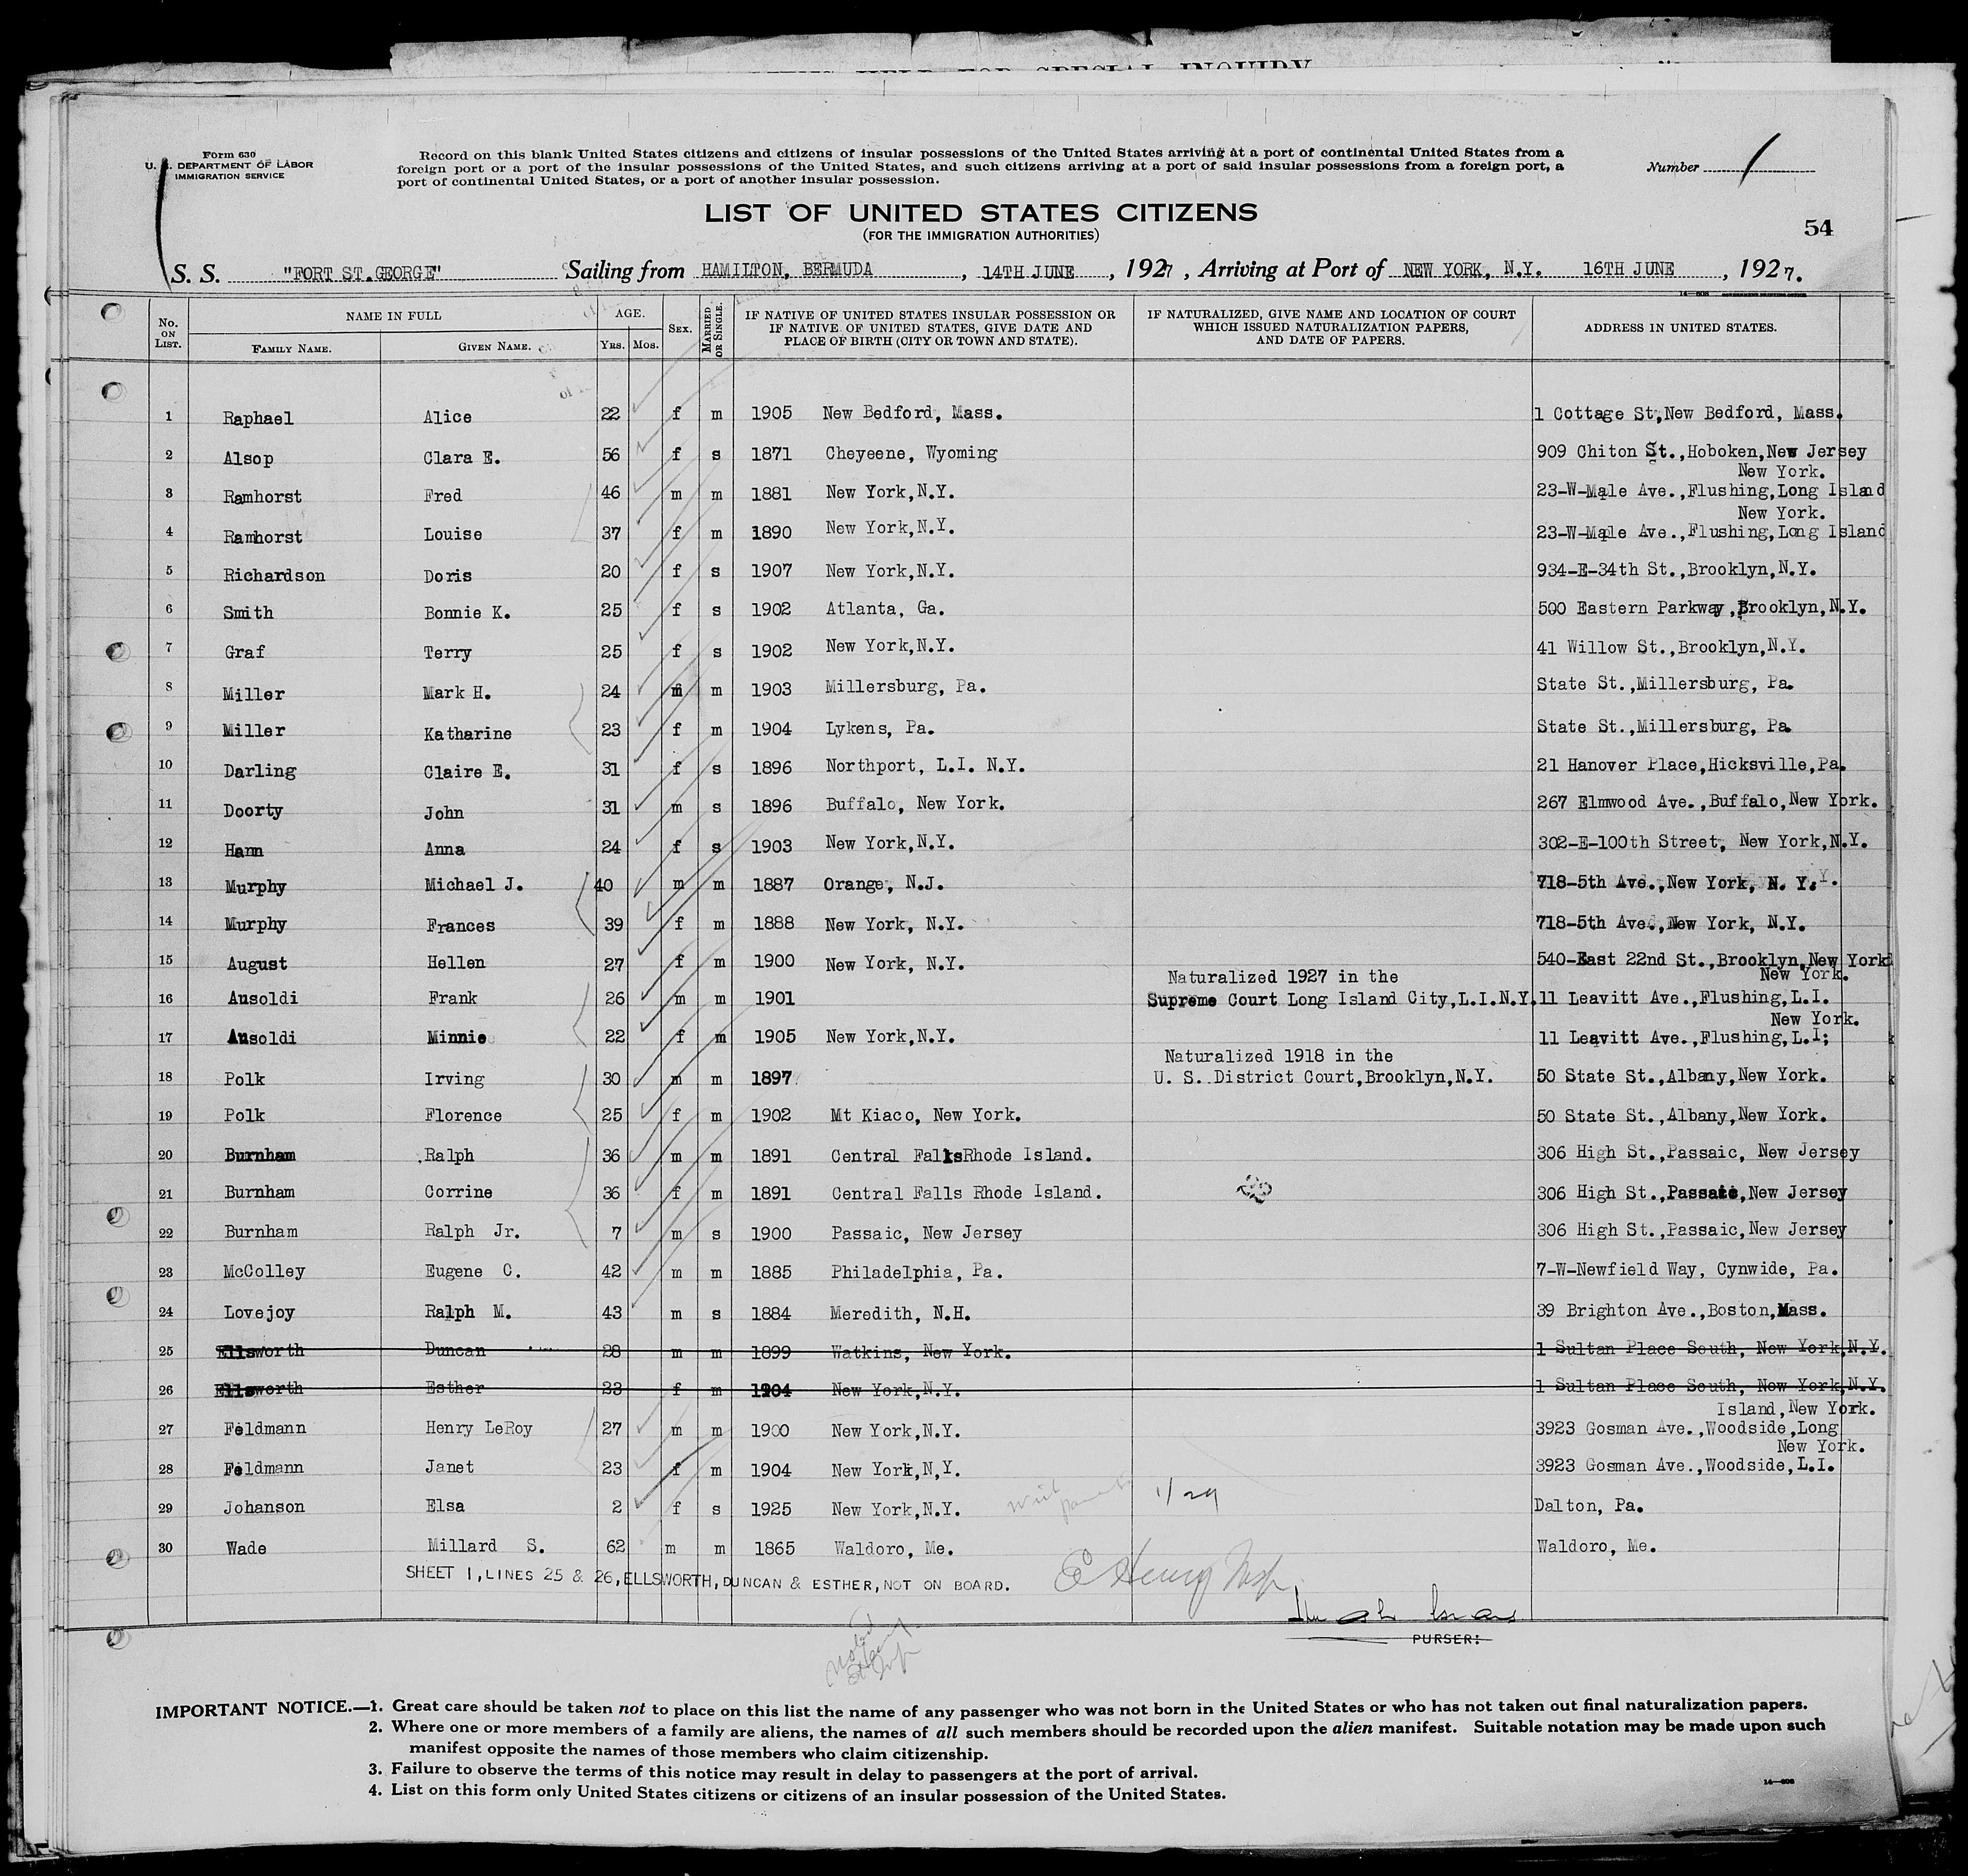 Form 630
U. S. DEPARTMENT OF LABOR
IMMIGRATION SERVICE
Record on this blank United States citizens and citizens of insular possessions of the United States arriving at a port of continental United States from a
foreign port or a port of the insular possessions of the United States, and such citizens arriving at a port of said insular possessions from a foreign port, a
port of continental United States, or a port of another insular possession.
Number 1
LIST OF UNITED STATES CITIZENS
(FOR THE IMMIGRATION AUTHORITIES)
54
S. S. "FORT ST.GEORGE" Sailing from HAMILTON, BERMUDA, 14TH JUNE, 1927, Arriving at Port of NEW YORK, N.Y. 16TH JUNE, 1927.
No. ON LIST. NAME IN FULL FAMILY NAME. GIVEN NAME. AGE. YRS. MOS. SEX. MARRIED OR SINGLE. IF NATIVE OF UNITED STATES INSULAR POSSESSION OR IF NATIVE OF UNITED STATES, GIVE DATE AND PLACE OF BIRTH (CITY OR TOWN AND STATE). IF NATURALIZED, GIVE NAME AND LOCATION OF COURT WHICH ISSUED NATURALIZATION PAPERS, AND DATE OF PAPERS. ADDRESS IN UNITED STATES.
1 Raphael Alice 22 f m 1905 New Bedford, Mass. 1 Cottage St,New Bedford, Mass.
2 Alsop Clara E. 56 f s 1871 Cheyeene, Wyoming 909 Chiton St.,Hoboken,New Jersey
New York.
3 Ramhorst Fred 46 m m 1881 New York,N.Y. 23-W-Maple Ave.,Flushing,Long Island
New York.
4 Ramhorst Louise 37 f m 1890 New York,N.Y. 23-W-Maple Ave.,Flushing,Long Island
5 Richardson Doris 20 f s 1907 New York,N.Y. 934-E-34th St.,Brooklyn,N.Y.
6 Smith Bonnie K. 25 f s 1902 Atlanta, Ga. 500 Eastern Parkway,Brooklyn,N.Y.
7 Graf Terry 25 f s 1902 New York,N.Y. 41 Willow St.,Brooklyn,N.Y.
8 Miller Mark H. 24 m m 1903 Millersburg, Pa. State St.,Millersburg, Pa.
9 Miller Katharine 23 f m 1904 Lykens, Pa. State St.,Millersburg, Pa.
10 Darling Claire E. 31 f s 1896 Northport, L.I. N.Y. 21 Hanover Place,Hicksville,Pa.
11 Doorty John 31 m s 1896 Buffalo, New York. 267 Elmwood Ave.,Buffalo,New York.
12 Hann Anna 24 f s 1903 New York,N.Y. 302-E-100th Street, New York,N.Y.
13 Murphy Michael J. 40 m m 1887 Orange, N.J. 718-5th Ave.,New York, N. Y.
14 Murphy Frances 39 f m 1888 New York, N.Y. 718-5th Ave.,New York, N.Y.
15 August Hellen 27 f m 1900 New York, N.Y. 540-East 22nd St.,Brooklyn,New York
Naturalized 1927 in the New York.
16 Ausoldi Frank 26 m m 1901 Supreme Court Long Island City,L.I.N.Y. 11 Leavitt Ave.,Flushing,L.I.
New York.
17 Ausoldi Minnie 22 f m 1905 New York,N.Y. 11 Leavitt Ave.,Flushing,L.I;
Naturalized 1918 in the
18 Polk Irving 30 m m 1897 U. S. District Court,Brooklyn,N.Y. 50 State St.,Albany,New York.
19 Polk Florence 25 f m 1902 Mt Kiaco, New York. 50 State St.,Albany,New York.
20 Burnham Ralph 36 m m 1891 Central Falls Rhode Island. 306 High St.,Passaic, New Jersey
21 Burnham Corrine 36 f m 1891 Central Falls Rhode Island. 306 High St.,Passaic,New Jersey
22 Burnham Ralph Jr. 7 m s 1900 Passaic, New Jersey 306 High St.,Passaic,New Jersey
23 McColley Eugene C. 42 m m 1885 Philadelphia, Pa. 7-W-Newfield Way, Cynwide, Pa.
24 Lovejoy Ralph M. 43 m s 1884 Meredith, N.H. 39 Brighton Ave.,Boston,Mass.
25 Ellsworth Duncan 28 m m 1899 Watkins, New York. 1 Sultan Place South, New York,N.Y.
26 Ellsworth Esther 23 f m 1904 New York,N.Y. 1 Sultan Place South, New York,N.Y.
Island,New York.
27 Feldmann Henry LeRoy 27 m m 1900 New York,N.Y. 3923 Gosman Ave.,Woodside,Long
New York.
28 Feldmann Janet 23 f m 1904 New York,N,Y. 3923 Gosman Ave.,Woodside,L.I.
29 Johanson Elsa 2 f s 1925 New York,N.Y. 1/29 Dalton, Pa.
30 Wade Millard S. 62 m m 1865 Waldoro, Me. Waldoro, Me.
SHEET 1,LINES 25 & 26,ELLSWORTH,DUNCAN & ESTHER,NOT ON BOARD. E Henry Insp.
PURSER:
IMPORTANT NOTICE.—1. Great care should be taken not to place on this list the name of any passenger who was not born in the United States or who has not taken out final naturalization papers.
2. Where one or more members of a family are aliens, the names of all such members should be recorded upon the alien manifest. Suitable notation may be made upon such
manifest opposite the names of those members who claim citizenship.
3. Failure to observe the terms of this notice may result in delay to passengers at the port of arrival.
4. List on this form only United States citizens or citizens of an insular possession of the United States.